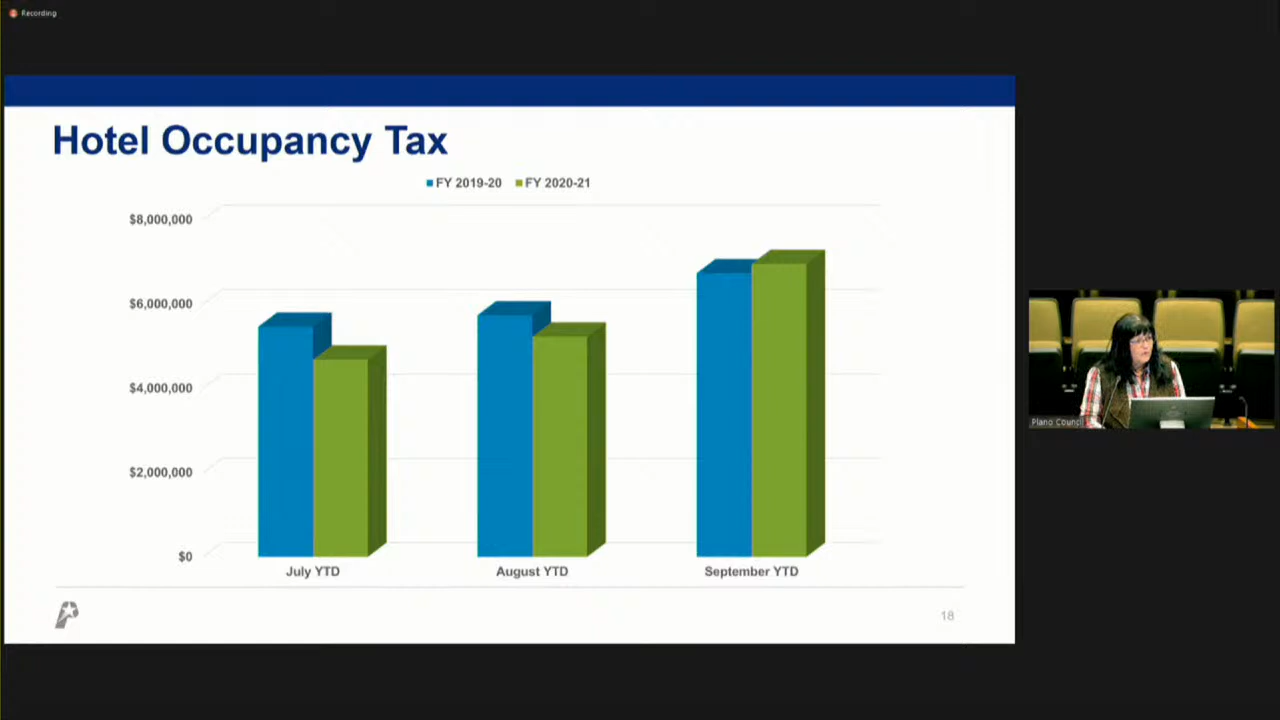 Recording
Hotel Occupancy Tax
FY 2019-20 FY 2020-21
$8,000,000
$6,000,000
$4,000,000
$2,000,000
$0
July YTD August YTD September YTD
18
Plano Council